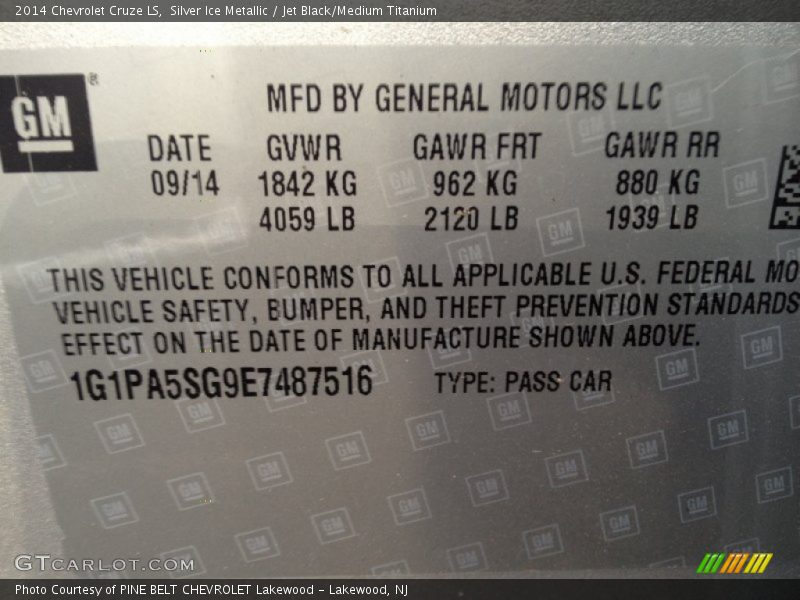 2014 Chevrolet Cruze LS,  Silver Ice Metallic / Jet Black/Medium Titanium
GM ®
MFD BY GENERAL MOTORS LLC
DATE GVWR GAWR FRT GAWR RR
09/14 1842 KG 962 KG 880 KG
4059 LB 2120 LB 1939 LB
THIS VEHICLE CONFORMS TO ALL APPLICABLE U.S. FEDERAL MO
VEHICLE SAFETY, BUMPER, AND THEFT PREVENTION STANDARDS
EFFECT ON THE DATE OF MANUFACTURE SHOWN ABOVE.
1G1PA5SG9E7487516 TYPE: PASS CAR
GTCARLOT.COM
Photo Courtesy of PINE BELT CHEVROLET Lakewood - Lakewood, NJ